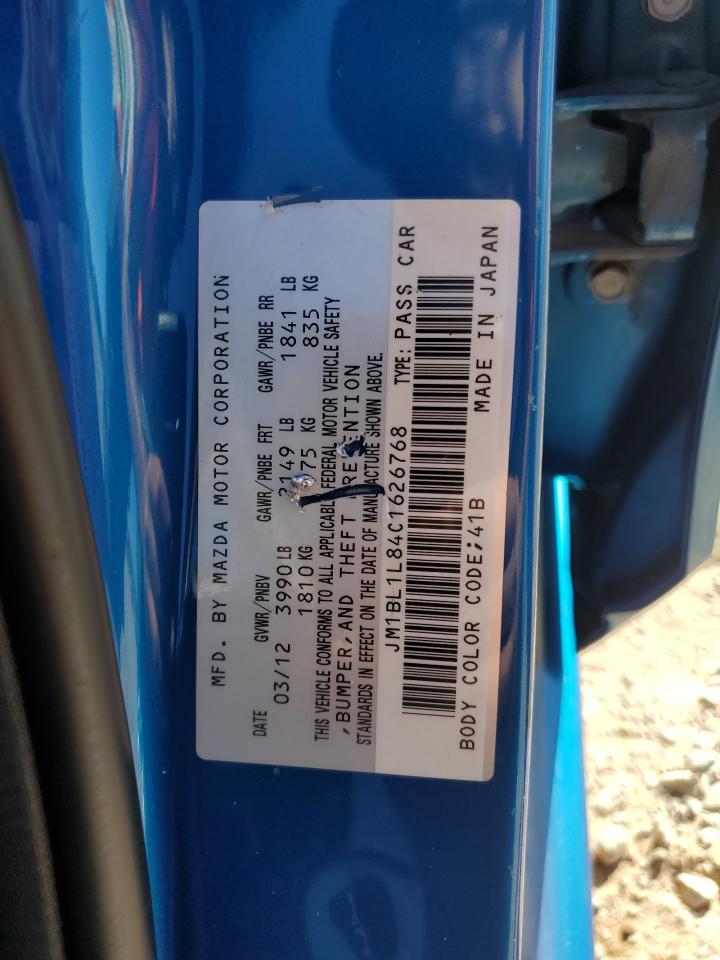 MFD. BY MAZDA MOTOR CORPORATION
DATE GVWR/PNBV GAWR/PNBE FRT GAWR/PNBE RR
03/12 3990 LB LB 1841 LB
1810 KG KG 835 KG
THIS VEHICLE CONFORMS TO ALL APPLICABLE FEDERAL MOTOR VEHICLE SAFETY
, BUMPER, AND THEFT PREVENTION
STANDARDS IN EFFECT ON THE DATE OF MANUFACTURE SHOWN ABOVE.
JM1BL1L84C1626768 TYPE: PASS CAR
BODY COLOR CODE;41B MADE IN JAPAN